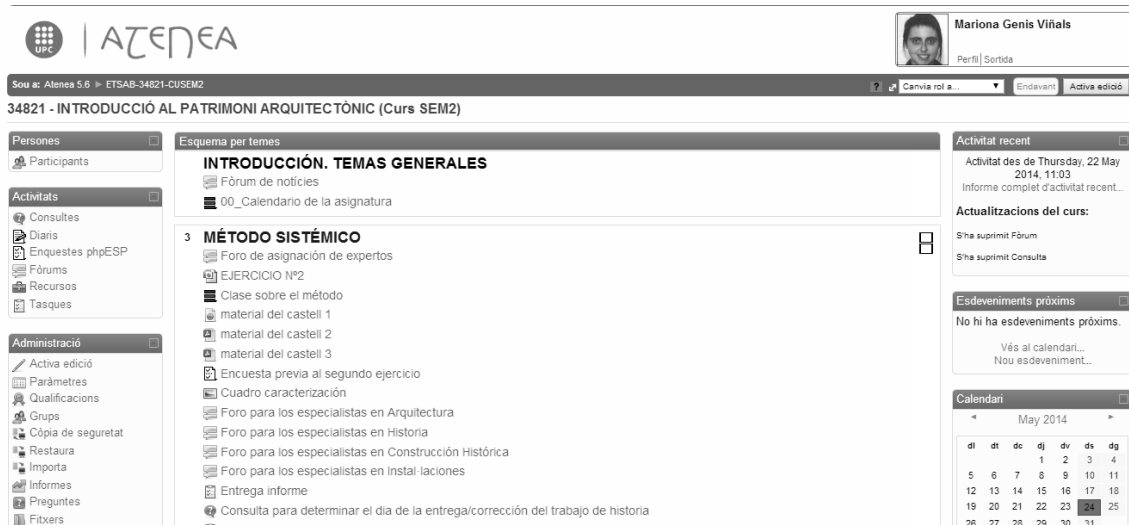 UPC
ATENEA
Mariona Genis Viñals
Perfil Sortida
Sou a: Atenea 5.6 ► ETSAB-34821-CUSEM2
? Canvia rol a... Endavant Activa edició
34821 - INTRODUCCIÓ AL PATRIMONI ARQUITECTÒNIC (Curs SEM2)
Persones
Participants
Activitats
Consultes
Diaris
Enquestes phpESP
Fòrums
Recursos
Tasques
Administració
Activa edició
Paràmetres
Qualificacions
Grups
Còpia de seguretat
Restaura
Importa
Informes
Preguntes
Fitxers
Esquema per temes
INTRODUCCIÓN. TEMAS GENERALES
Fòrum de notícies
00_Calendario de la asignatura
3 MÉTODO SISTÉMICO
Foro de asignación de expertos
EJERCICIO Nº2
Clase sobre el método
material del castell 1
material del castell 2
material del castell 3
Encuesta previa al segundo ejercicio
Cuadro caracterización
Foro para los especialistas en Arquitectura
Foro para los especialistas en Historia
Foro para los especialistas en Construcción Histórica
Foro para los especialistas en Instal·laciones
Entrega informe
Consulta para determinar el dia de la entrega/corrección del trabajo de historia
Activitat recent
Activitat des de Thursday, 22 May
2014, 11:03
Informe complet d'activitat recent...
Actualitzacions del curs:
S'ha suprimit Fòrum
S'ha suprimit Consulta
Esdeveniments pròxims
No hi ha esdeveniments pròxims.
Vés al calendari...
Nou esdeveniment...
Calendari
◄ May 2014 ►
dl dt dc dj dv ds dg
1 2 3 4
5 6 7 8 9 10 11
12 13 14 15 16 17 18
19 20 21 22 23 24 25
26 27 28 29 30 31